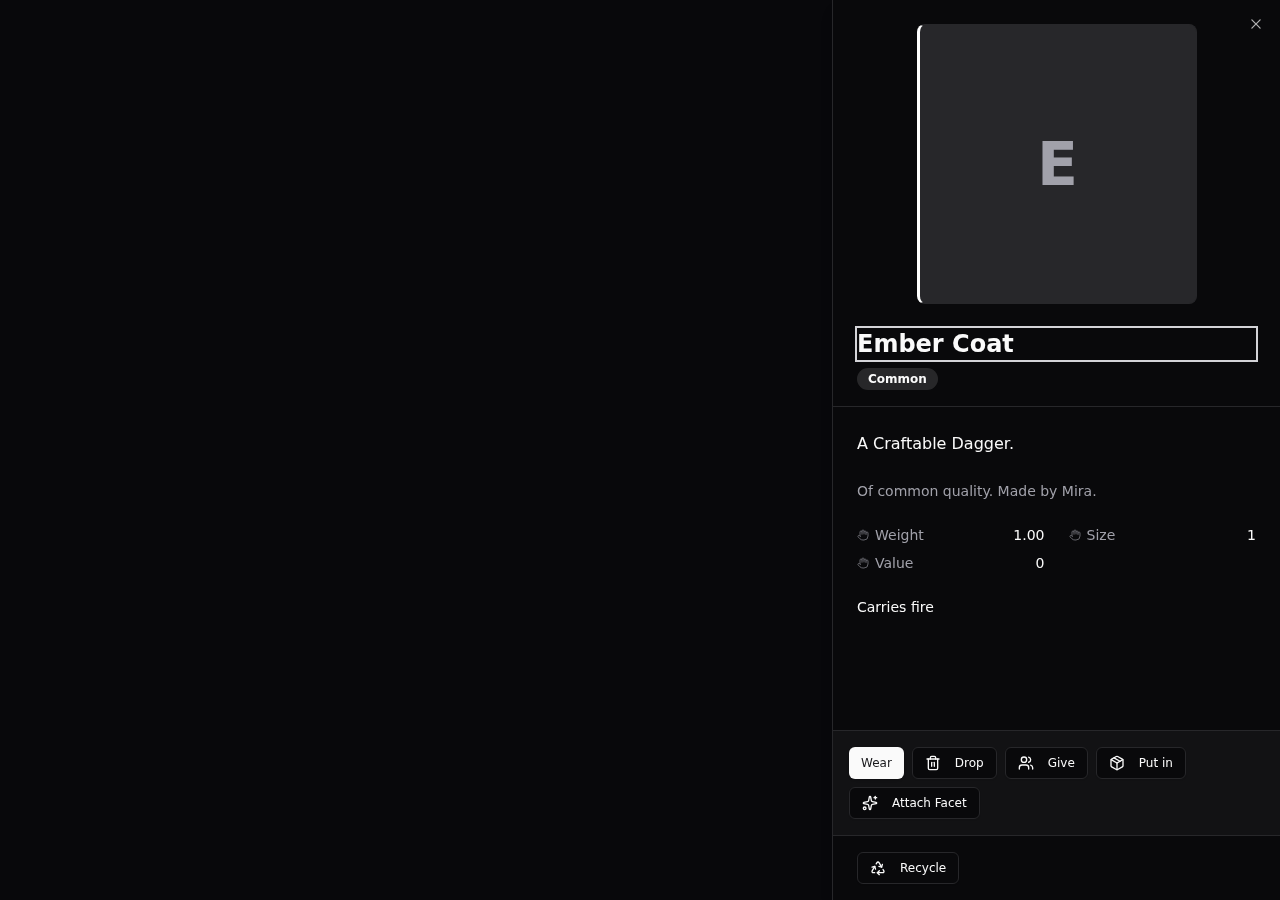 E
Ember Coat
Common
A Craftable Dagger.
Of common quality. Made by Mira.
Weight 1.00 Size 1
Value 0
Carries fire
Wear Drop Give Put in
Attach Facet
Recycle